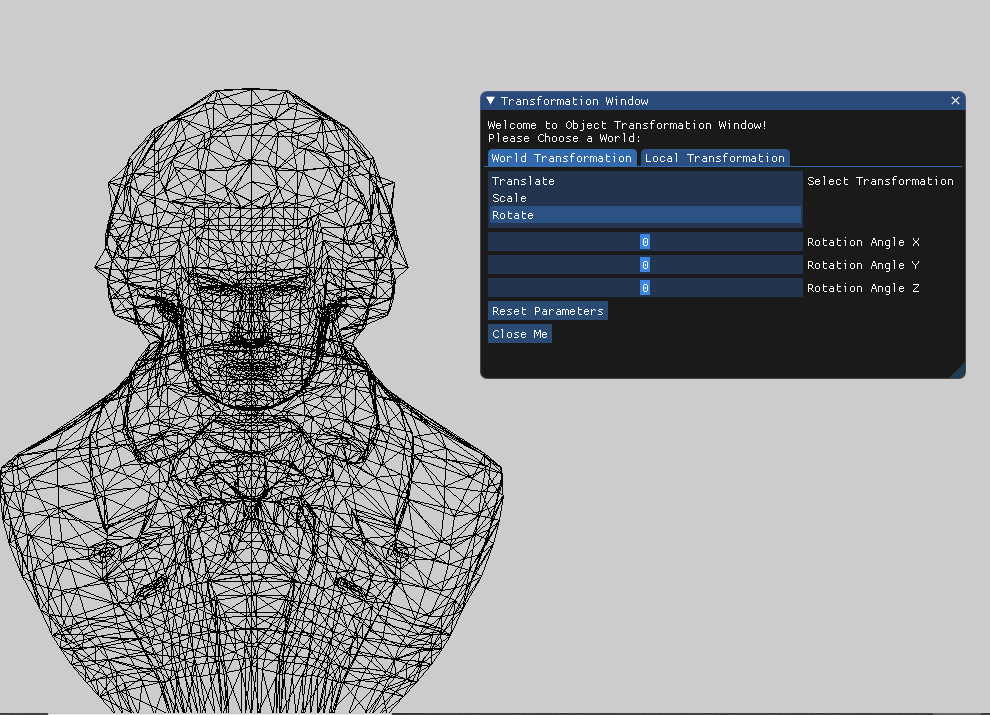 Transformation Window
Welcome to Object Transformation Window!
Please Choose a World:
World Transformation Local Transformation
Translate Select Transformation
Scale
Rotate
0 Rotation Angle X
0 Rotation Angle Y
0 Rotation Angle Z
Reset Parameters
Close Me